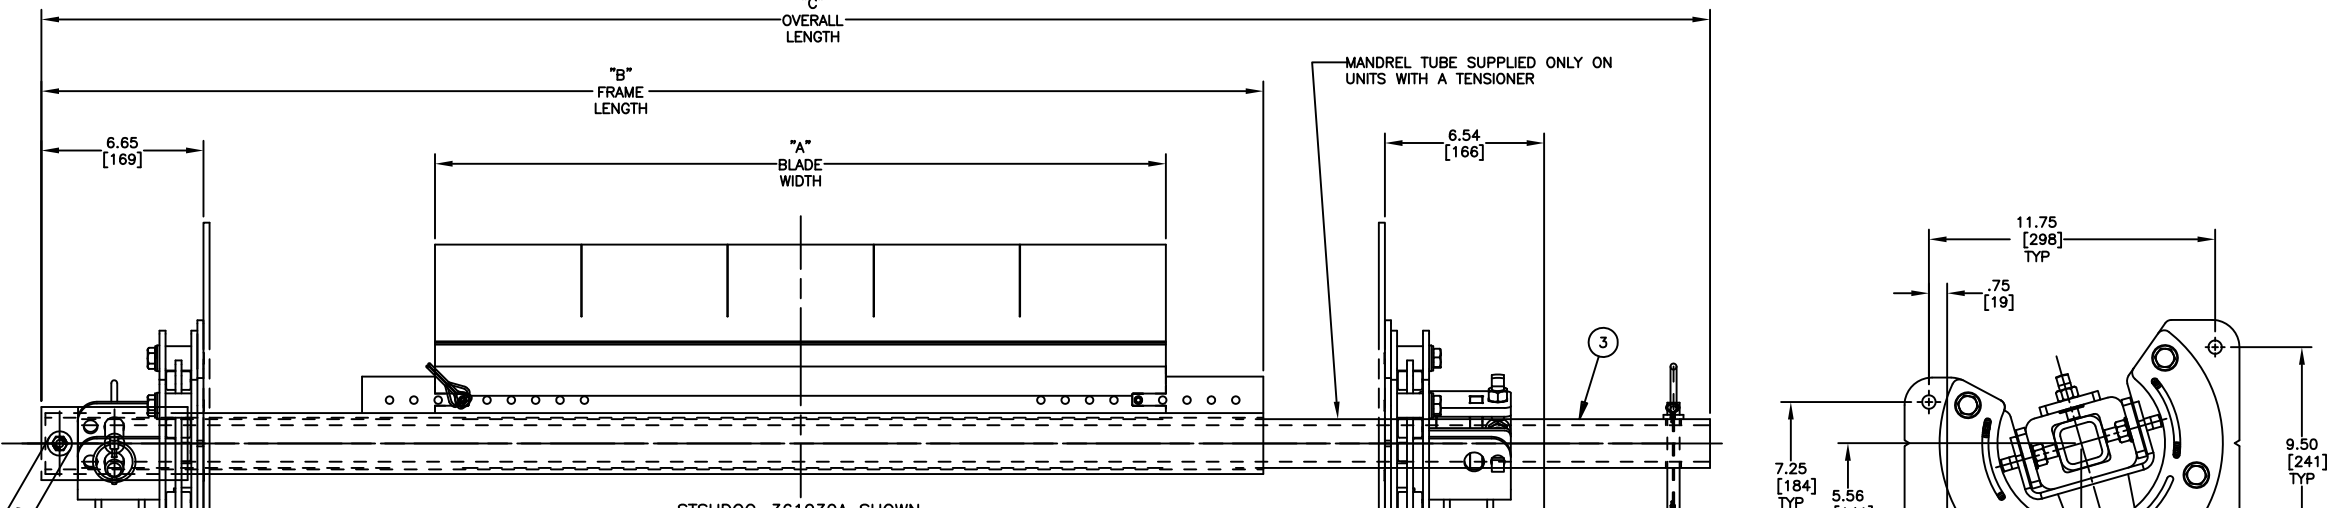 "C"
OVERALL
LENGTH
"B"
FRAME
LENGTH
MANDREL TUBE SUPPLIED ONLY ON
UNITS WITH A TENSIONER
6.65
[169]
"A"
BLADE
WIDTH
6.54
[166]
11.75
[298]
TYP
.75
[19]
3
7.25
[184]
TYP
5.56
9.50
[241]
TYP
SHOWN